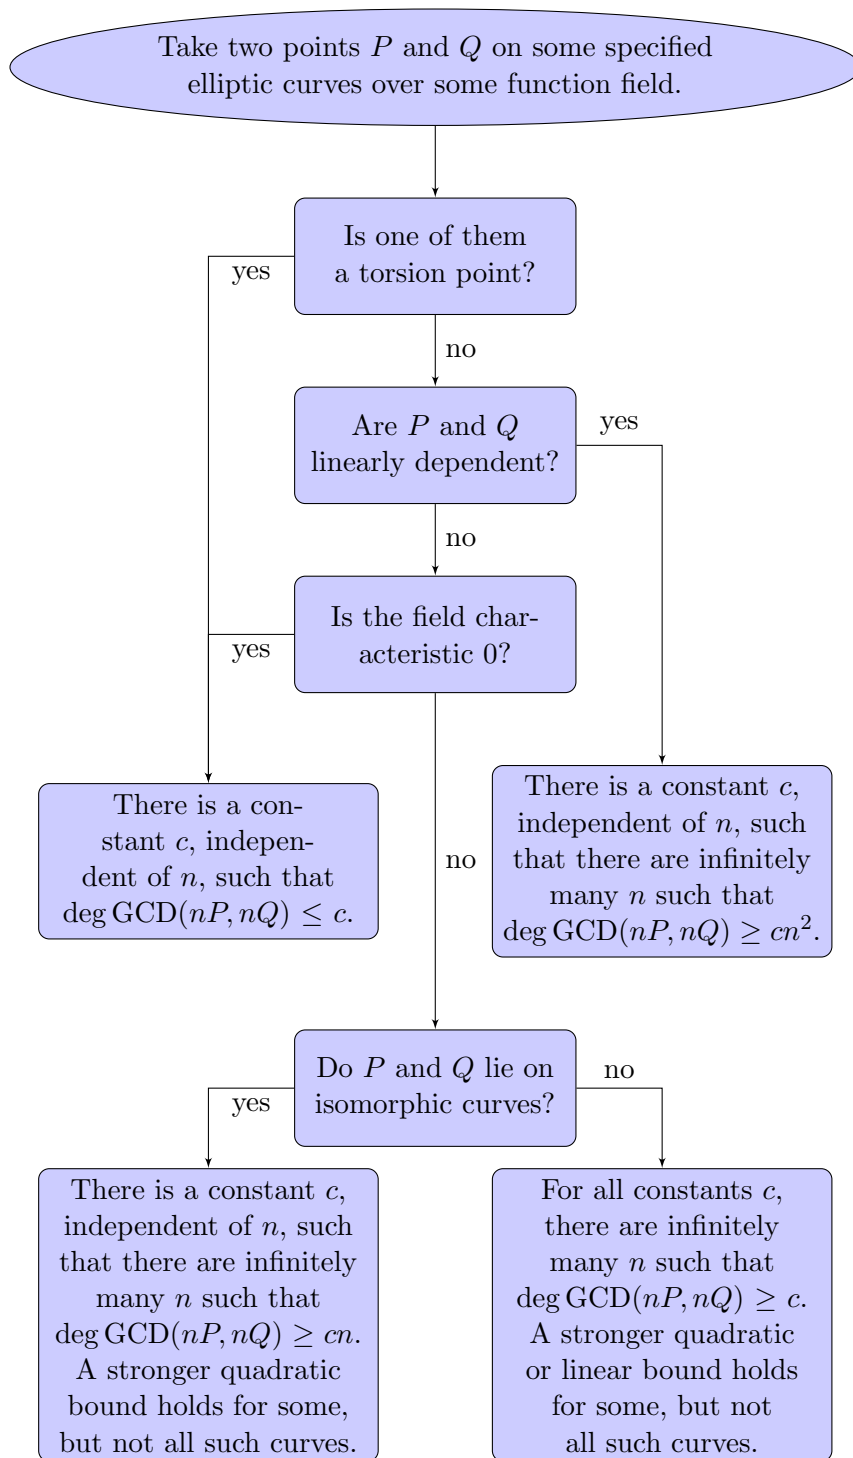 Take two points P and Q on some specified
elliptic curves over some function field.
Is one of them
a torsion point?
yes
no
Are P and Q
linearly dependent?
yes
no
Is the field char-
acteristic 0?
yes
There is a con-
stant c, indepen-
dent of n, such that
deg GCD(nP, nQ) ≤ c.
There is a constant c,
independent of n, such
that there are infinitely
many n such that
deg GCD(nP, nQ) ≥ cn².
no
Do P and Q lie on
isomorphic curves?
yes
no
There is a constant c,
independent of n, such
that there are infinitely
many n such that
deg GCD(nP, nQ) ≥ cn.
A stronger quadratic
bound holds for some,
but not all such curves.
For all constants c,
there are infinitely
many n such that
deg GCD(nP, nQ) ≥ c.
A stronger quadratic
or linear bound holds
for some, but not
all such curves.